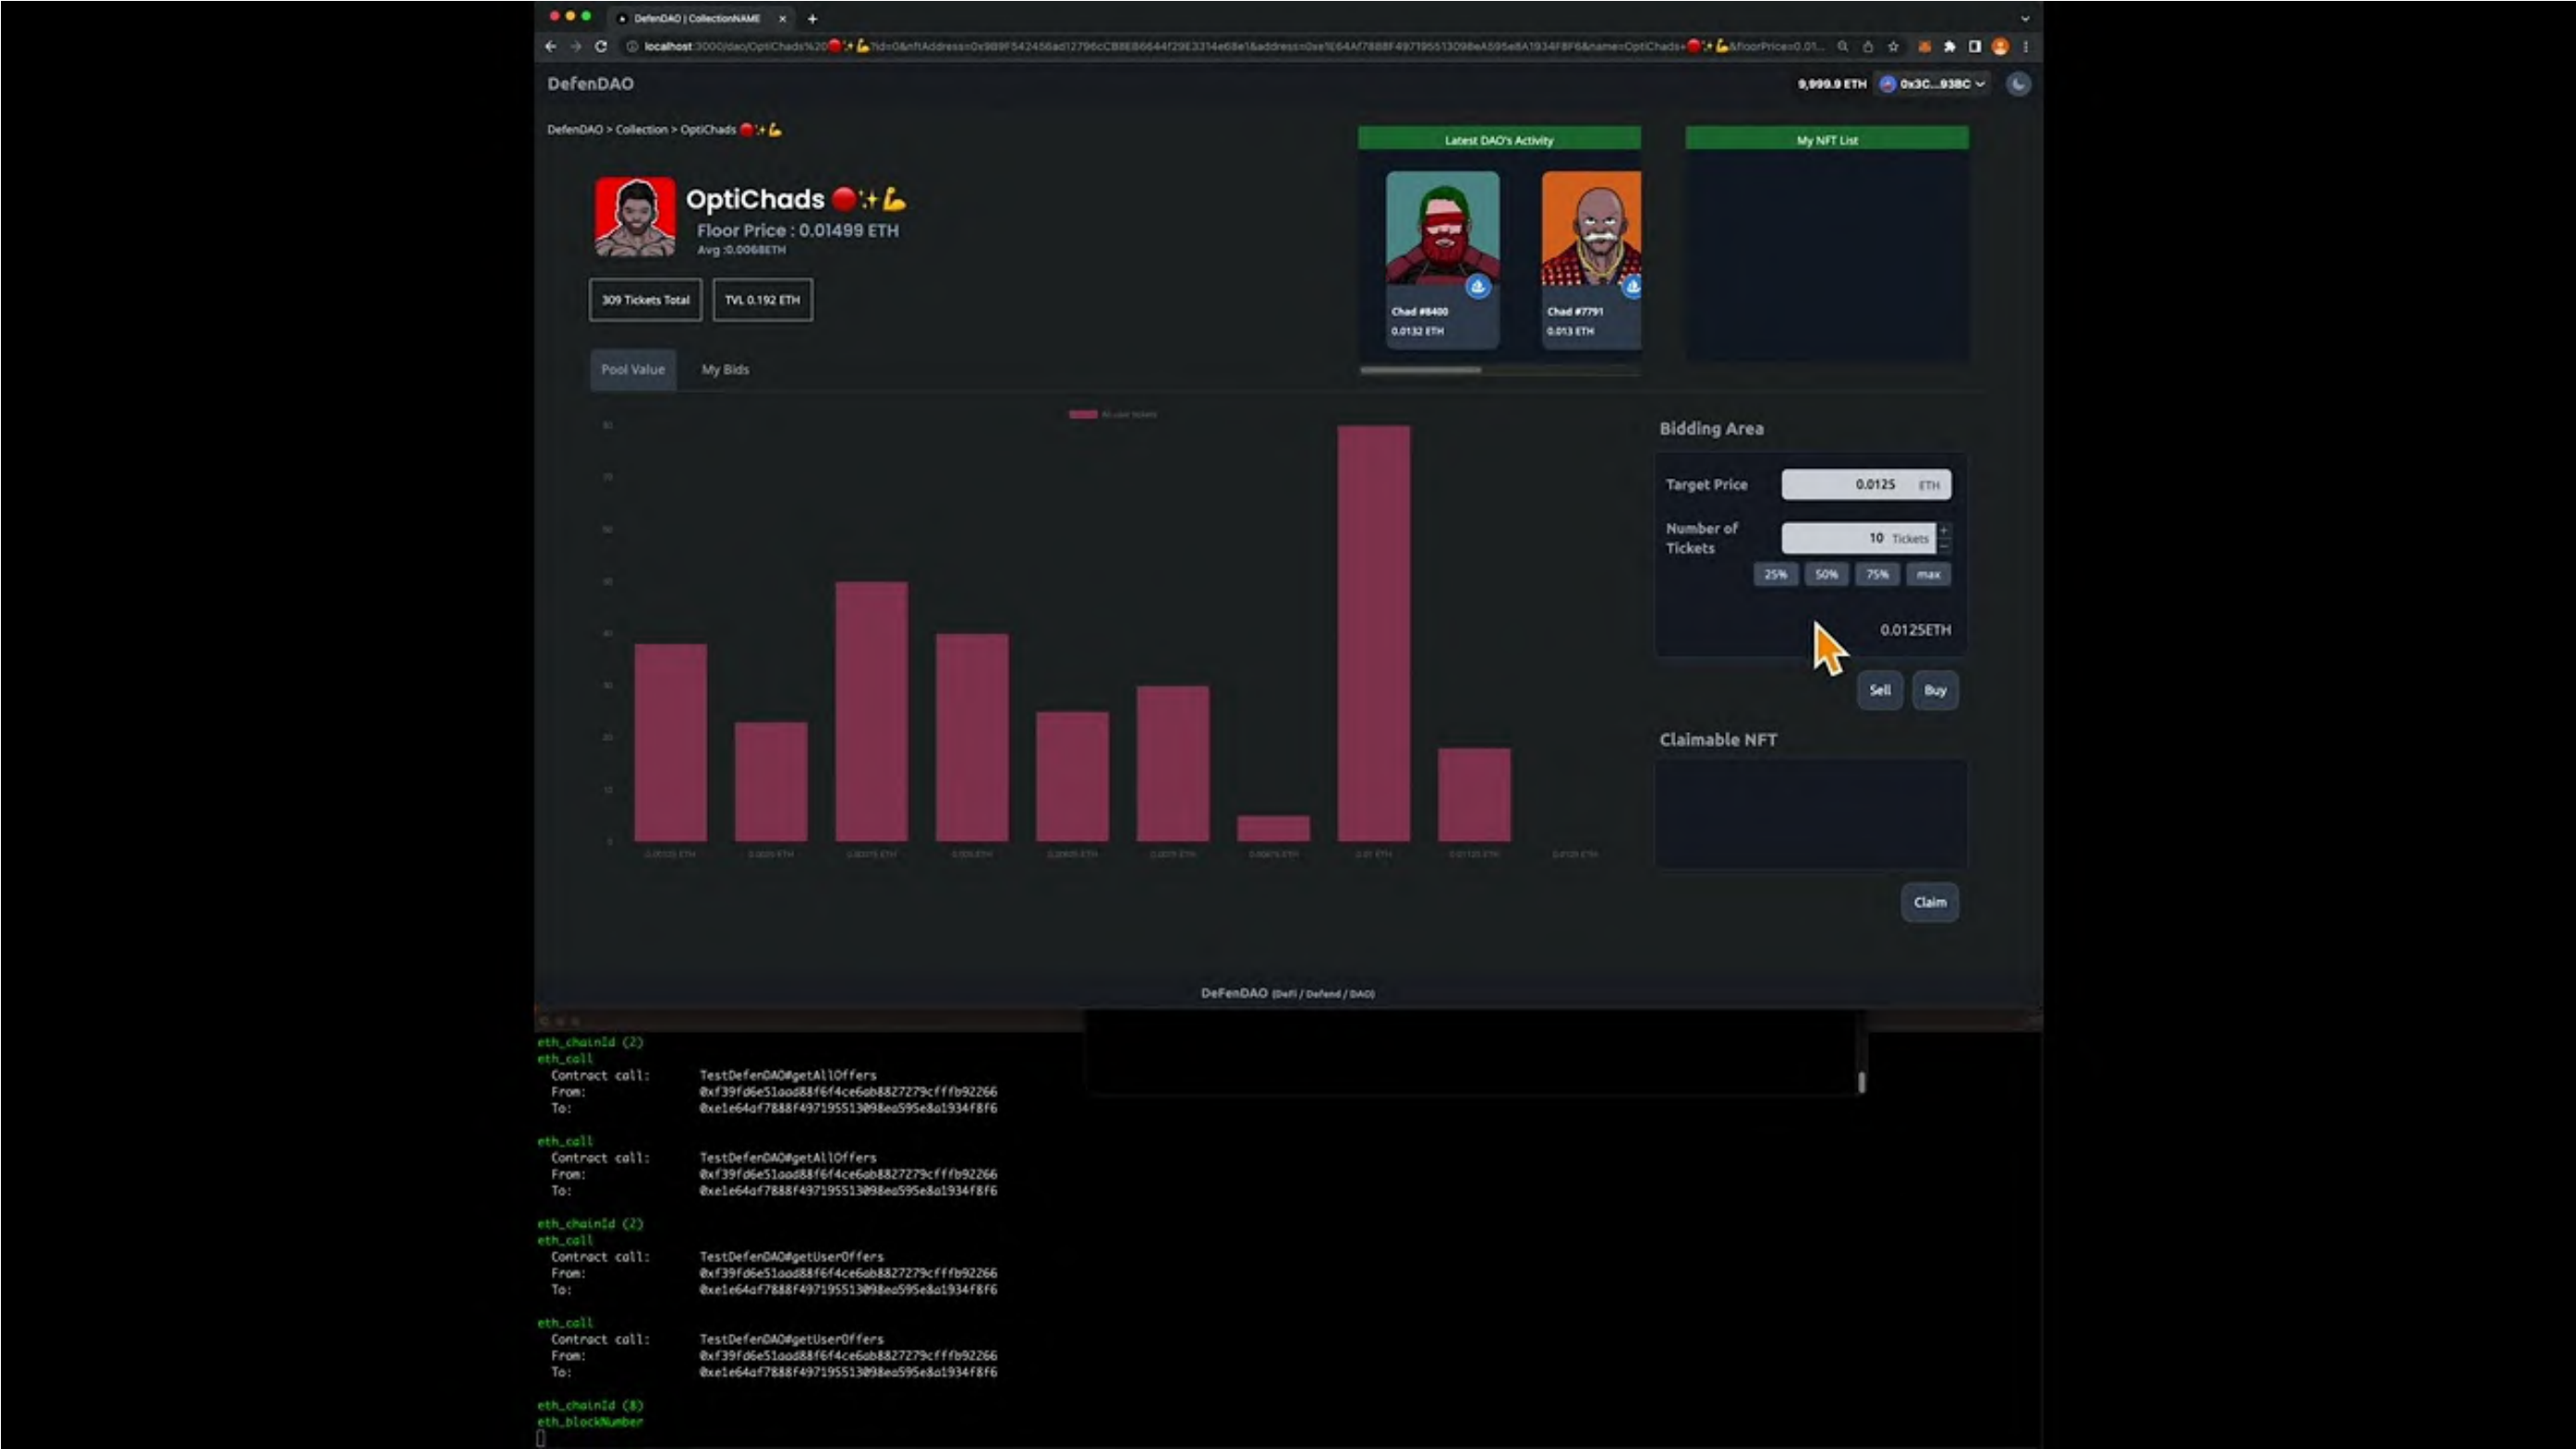 DefenDAO | CollectionNAME
DefenDAO
9,999.9 ETH
0x3C...93BC
DefenDAO > Collection > OptiChads 🔴✨💪
Latest DAO's Activity
My NFT List
OptiChads 🔴✨💪
Floor Price : 0.01499 ETH
Avg :0.0068ETH
309 Tickets Total
TVL 0.192 ETH
Chad #8400
0.0132 ETH
Chad #7791
0.013 ETH
Pool Value
My Bids
Bidding Area
Target Price
0.0125
ETH
Number of
Tickets
10
Tickets
25%
50%
75%
max
0.0125ETH
Sell
Buy
Claimable NFT
Claim
DeFenDAO (DeFi / Defend / DAO)
eth_chainId (2)
eth_call
Contract call: TestDefenDAO#getAllOffers
From: 0xf39fd6e51aad88f6f4ce6ab8827279cfffb92266
To: 0xe1e64af7888f497195513098ea595e8a1934f8f6
eth_call
Contract call: TestDefenDAO#getAllOffers
From: 0xf39fd6e51aad88f6f4ce6ab8827279cfffb92266
To: 0xe1e64af7888f497195513098ea595e8a1934f8f6
eth_chainId (2)
eth_call
Contract call: TestDefenDAO#getUserOffers
From: 0xf39fd6e51aad88f6f4ce6ab8827279cfffb92266
To: 0xe1e64af7888f497195513098ea595e8a1934f8f6
eth_call
Contract call: TestDefenDAO#getUserOffers
From: 0xf39fd6e51aad88f6f4ce6ab8827279cfffb92266
To: 0xe1e64af7888f497195513098ea595e8a1934f8f6
eth_chainId (8)
eth_blockNumber